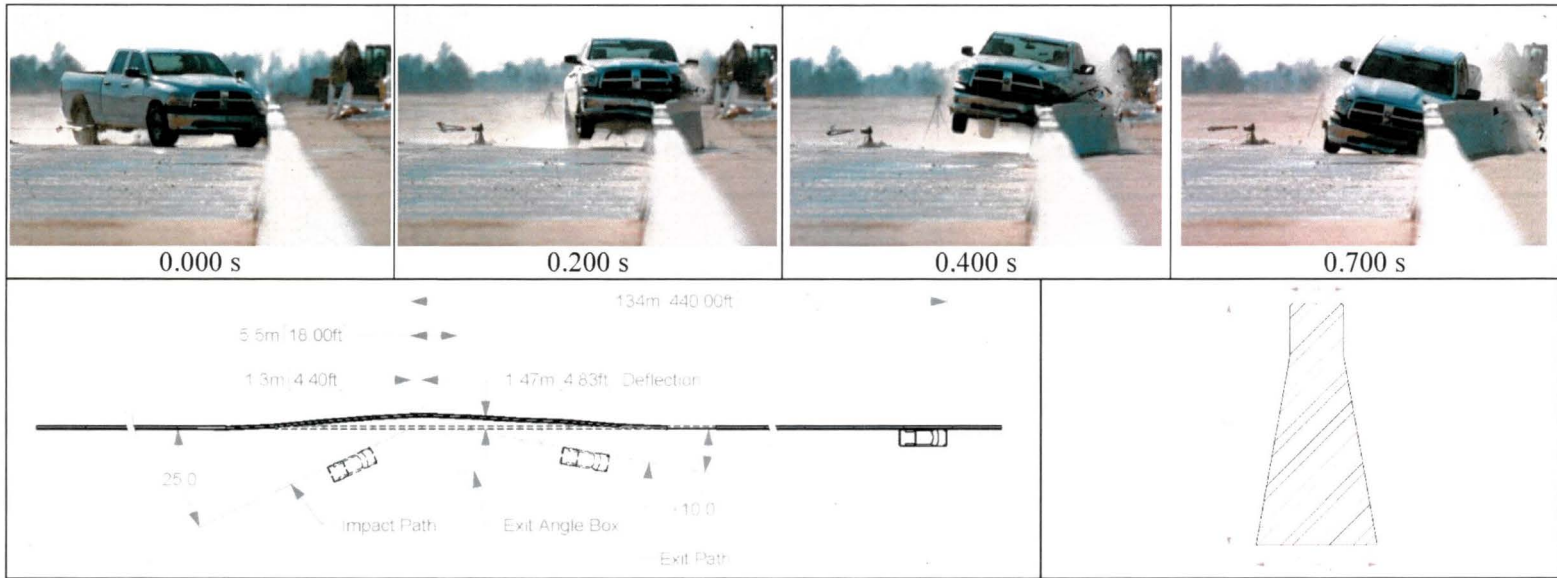 0.000 s
0.200 s
0.400 s
0.700 s
134m 440.00ft
5.5m 18.00ft
1.3m 4.40ft
1.47m 4.83ft Deflection
25.0
Impact Path
Exit Angle Box
10.0
Exit Path